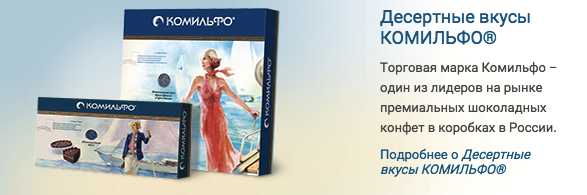 КОМИЛЬФО®
КОМИЛЬФО®
Десертные вкусы
КОМИЛЬФО®
Торговая марка Комильфо –
один из лидеров на рынке
премиальных шоколадных
конфет в коробках в России.
Подробнее о Десертные
вкусы КОМИЛЬФО®